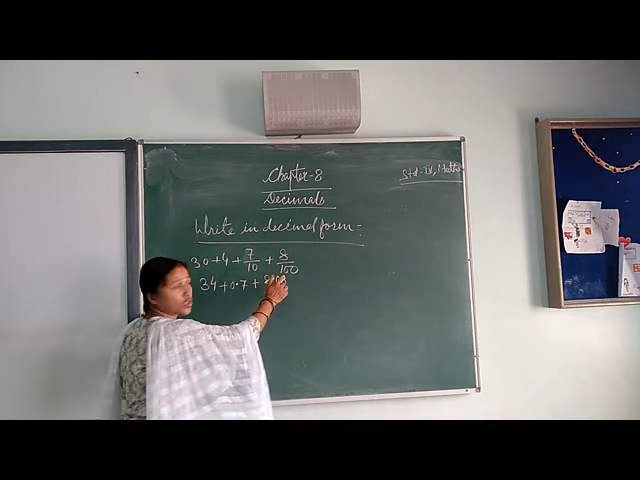 Chapter-8
Std-IV, Maths
Decimals
Write in decimal form:-
30+4+7/10+8/100
34+0.7+